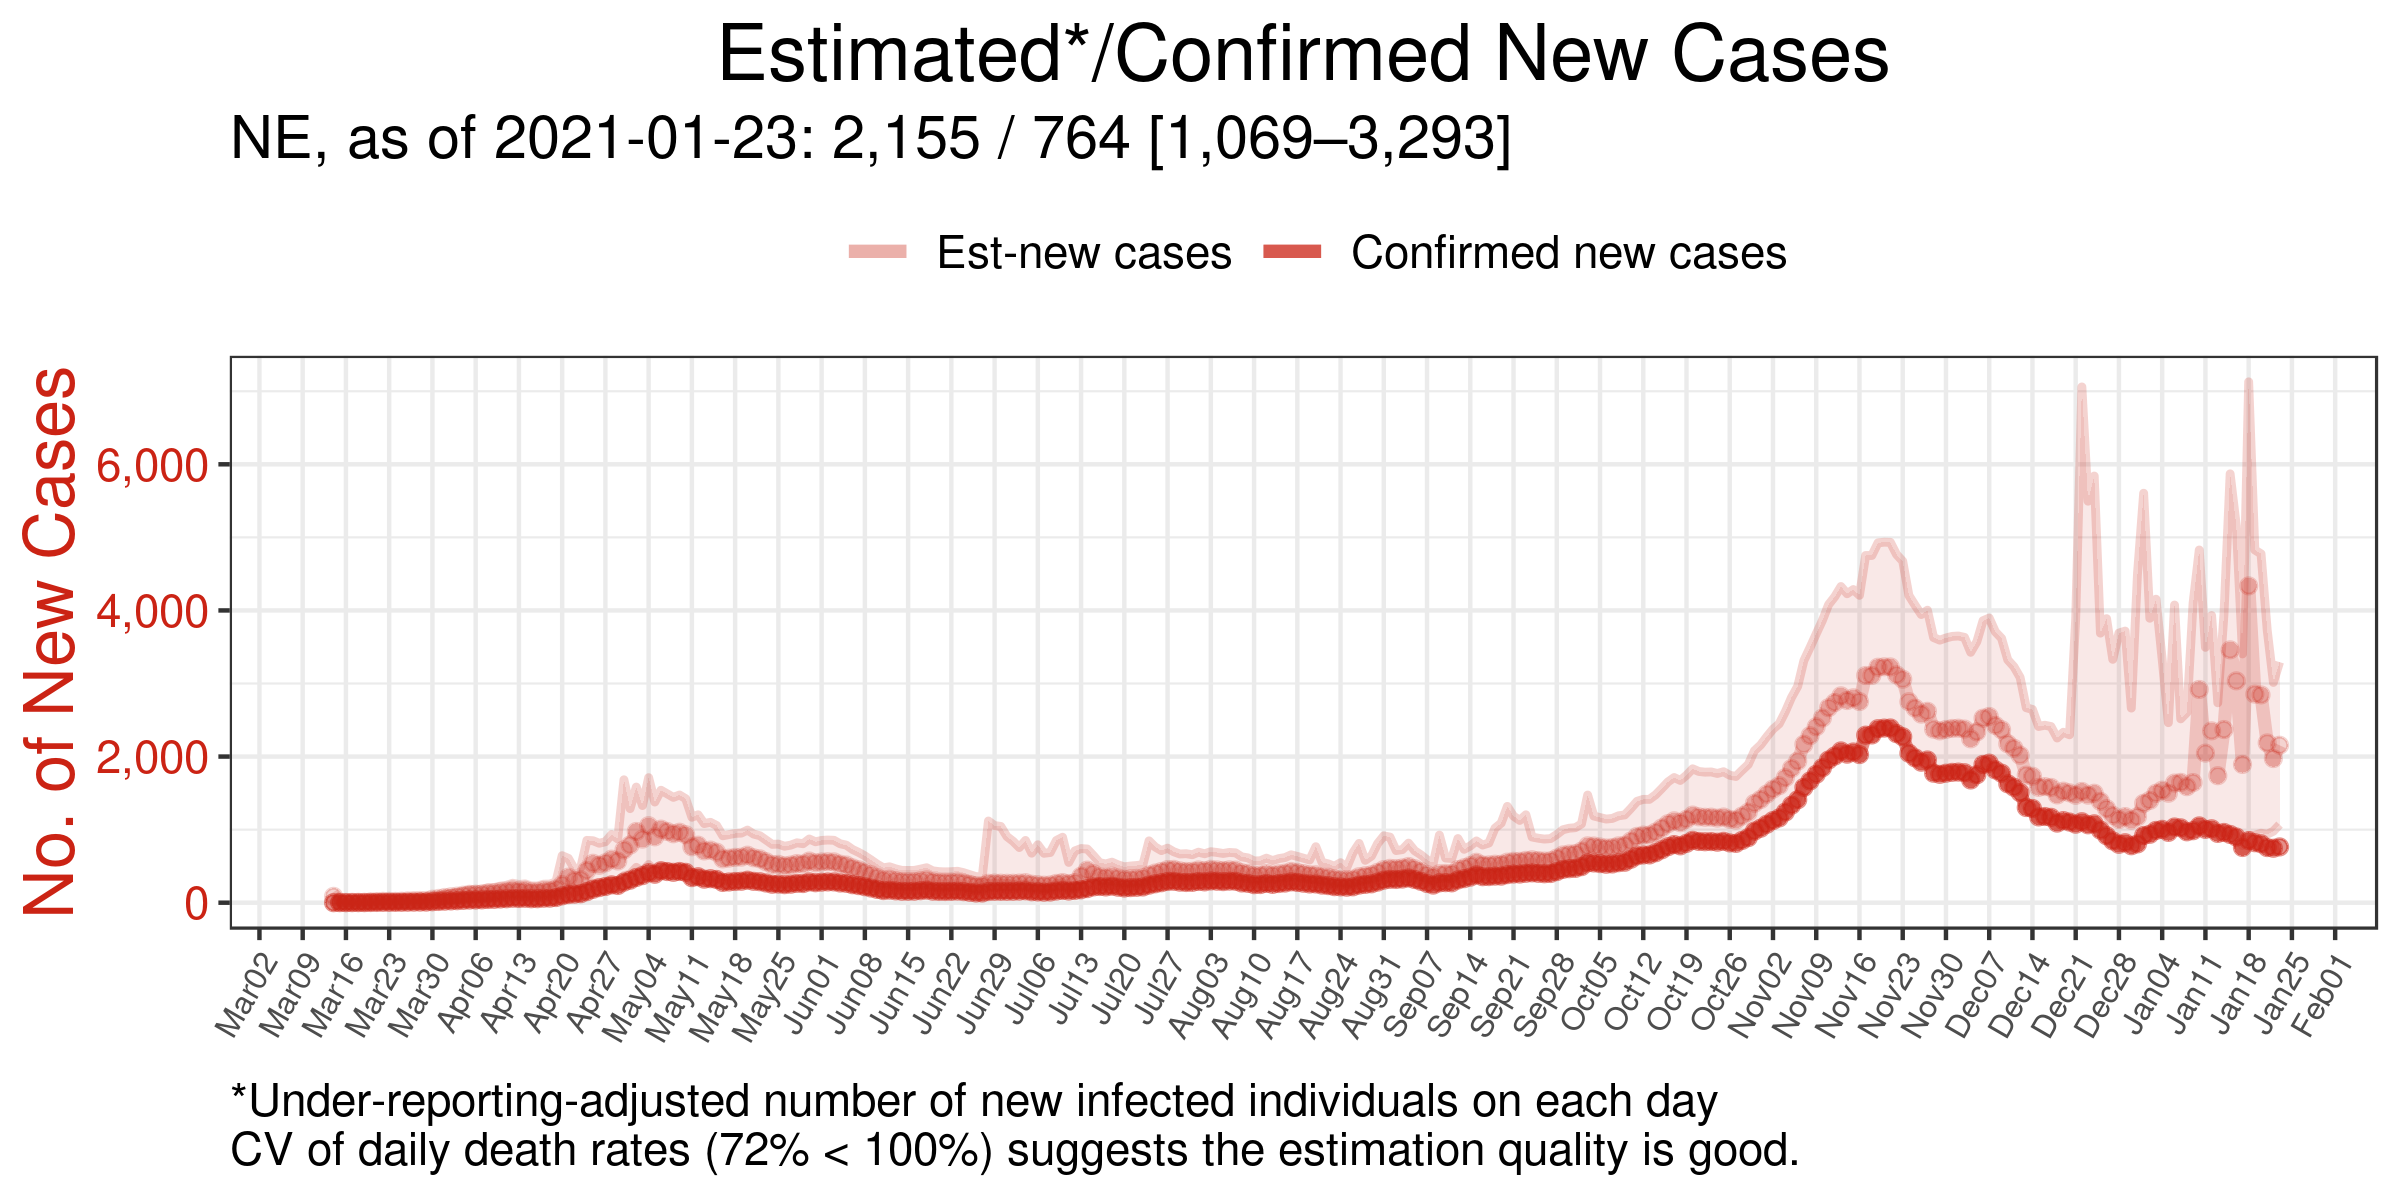 Estimated*/Confirmed New Cases
NE, as of 2021-01-23: 2,155 / 764 [1,069–3,293]
Est-new cases
Confirmed new cases
No. of New Cases
6,000
4,000
2,000
0
Mar02
Mar09
Mar16
Mar23
Mar30
Apr06
Apr13
Apr20
Apr27
May04
May11
May18
May25
Jun01
Jun08
Jun15
Jun22
Jun29
Jul06
Jul13
Jul20
Jul27
Aug03
Aug10
Aug17
Aug24
Aug31
Sep07
Sep14
Sep21
Sep28
Oct05
Oct12
Oct19
Oct26
Nov02
Nov09
Nov16
Nov23
Nov30
Dec07
Dec14
Dec21
Dec28
Jan04
Jan11
Jan18
Jan25
Feb01
*Under-reporting-adjusted number of new infected individuals on each day
CV of daily death rates (72% < 100%) suggests the estimation quality is good.